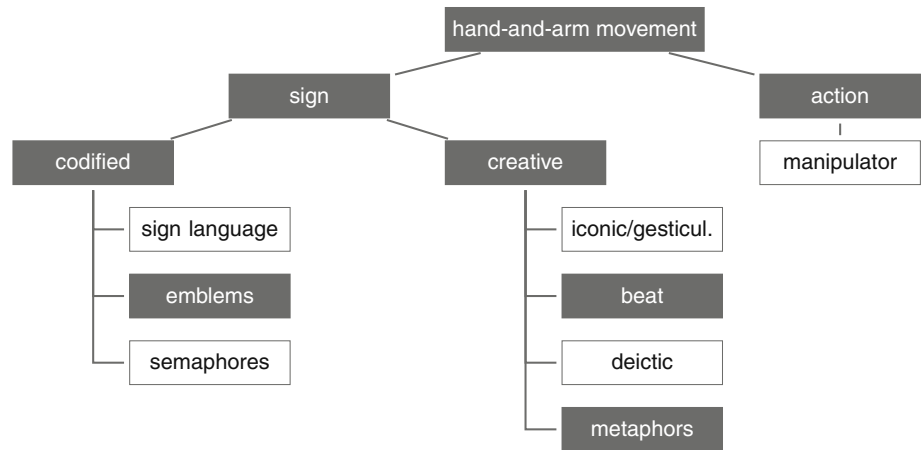 hand-and-arm movement
sign
action
codified
creative
manipulator
sign language
iconic/gesticul.
emblems
beat
semaphores
deictic
metaphors